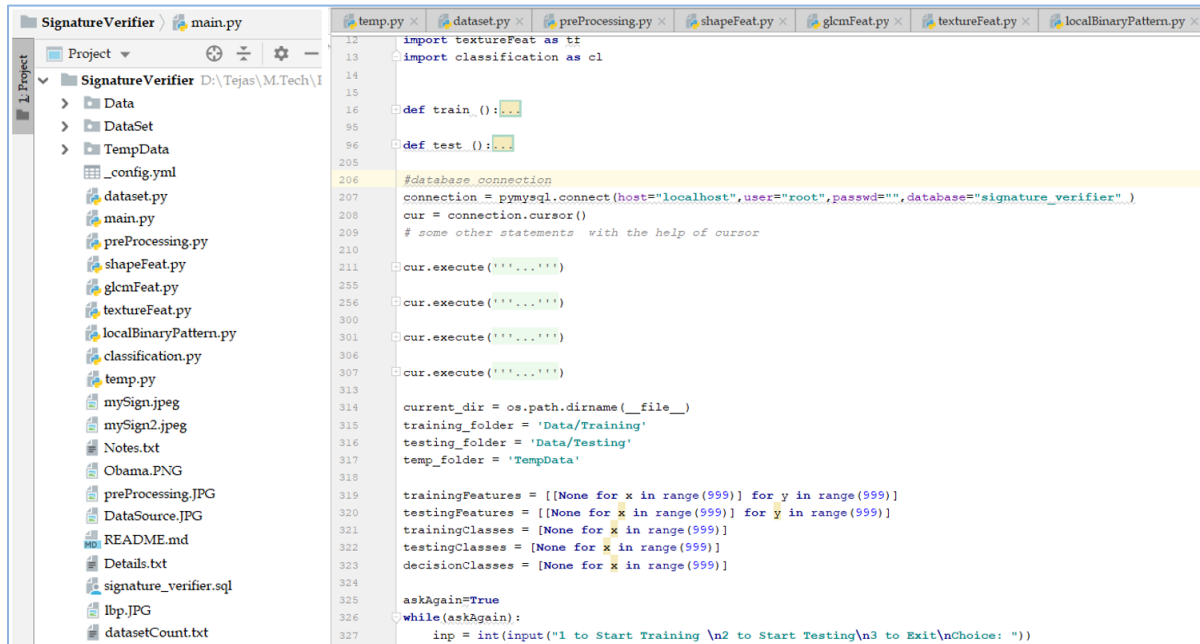 SignatureVerifier main.py
1: Project
Project
SignatureVerifier D:\Tejas\M.Tech\
Data
DataSet
TempData
_config.yml
dataset.py
main.py
preProcessing.py
shapeFeat.py
glcmFeat.py
textureFeat.py
localBinaryPattern.py
classification.py
temp.py
mySign.jpeg
mySign2.jpeg
Notes.txt
Obama.PNG
preProcessing.JPG
DataSource.JPG
README.md
Details.txt
signature_verifier.sql
lbp.JPG
datasetCount.txt
temp.py dataset.py preProcessing.py shapeFeat.py glcmFeat.py textureFeat.py localBinaryPattern.py
12 import textureFeat as tf
13 import classification as cl
14
15
16 def train ():...
95
96 def test ():...
205
206 #database connection
207 connection = pymysql.connect(host="localhost",user="root",passwd="",database="signature_verifier" )
208 cur = connection.cursor()
209 # some other statements with the help of cursor
210
211 cur.execute('''...''')
255
256 cur.execute('''...''')
300
301 cur.execute('''...''')
306
307 cur.execute('''...''')
313
314 current_dir = os.path.dirname(__file__)
315 training_folder = 'Data/Training'
316 testing_folder = 'Data/Testing'
317 temp_folder = 'TempData'
318
319 trainingFeatures = [[None for x in range(999)] for y in range(999)]
320 testingFeatures = [[None for x in range(999)] for y in range(999)]
321 trainingClasses = [None for x in range(999)]
322 testingClasses = [None for x in range(999)]
323 decisionClasses = [None for x in range(999)]
324
325 askAgain=True
326 while(askAgain):
327 inp = int(input("1 to Start Training \n2 to Start Testing\n3 to Exit\nChoice: "))